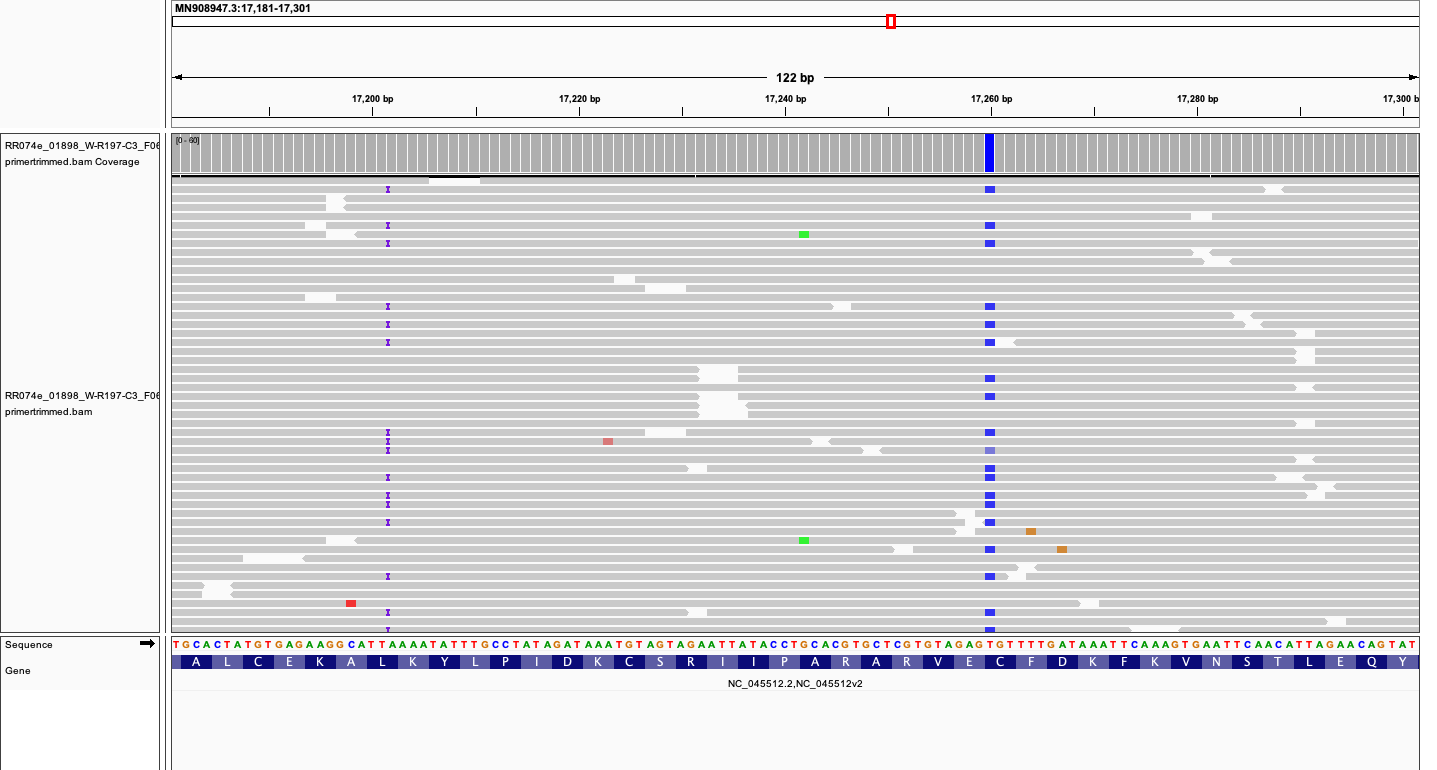 MN908947.3:17,181-17,301
122 bp
17,200 bp 17,220 bp 17,240 bp 17,260 bp 17,280 bp 17,300 b
RR074e_01898_W-R197-C3_F06
primertrimmed.bam Coverage
[0 - 60]
RR074e_01898_W-R197-C3_F06
primertrimmed.bam
Sequence
TGCACTATGTGAGAAGGCATTAAAATATTTGCCTATAGATAAATGTAGTAGAATTATACCTGCACGTGCTCGTGTAGAGTGTTTTGATAAATTCAAAGTGAATTCAACATTAGAACAGTAT
Gene
A L C E K A L K Y L P I D K C S R I I P A R A R V E C F D K F K V N S T L E Q Y
NC_045512.2,NC_045512v2